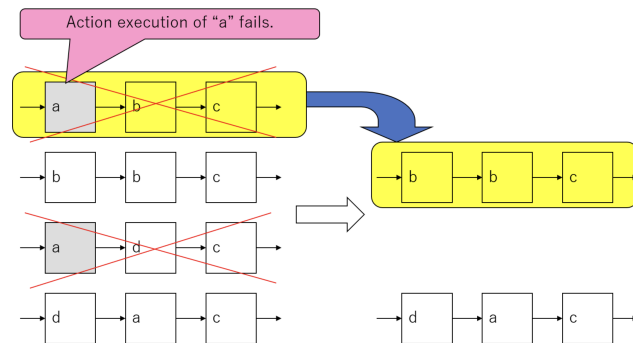 Action execution of “a” fails.
a b c
b b c
b b c
a d c
d a c
d a c